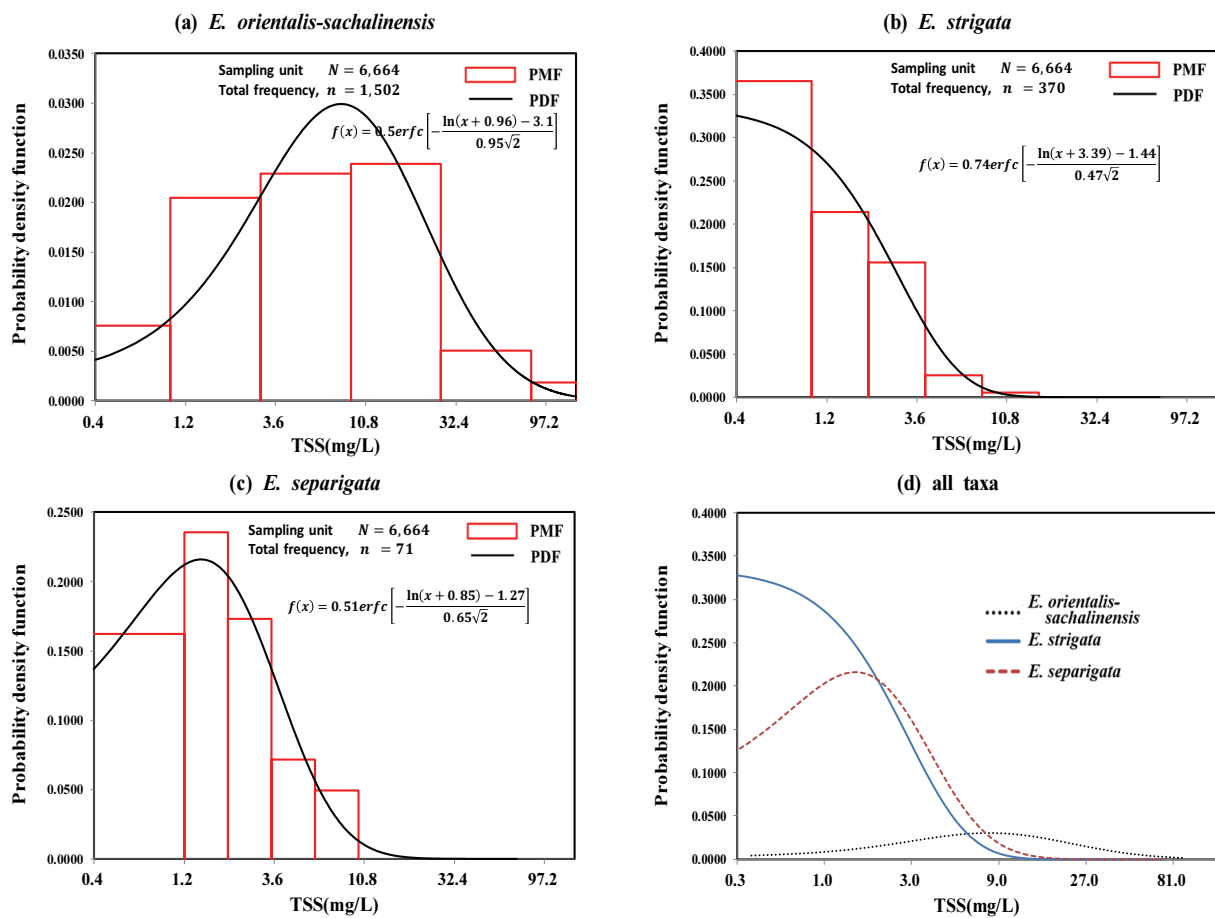 (a) E. orientalis-sachalinensis
Probability density function
0.0350
0.0300
0.0250
0.0200
0.0150
0.0100
0.0050
0.0000
Sampling unit N = 6,664
Total frequency, n = 1,502
PMF
PDF
f(x) = 0.5erfc[-(ln(x + 0.96) - 3.1)/(0.95√2)]
0.4 1.2 3.6 10.8 32.4 97.2
TSS(mg/L)
(b) E. strigata
Probability density function
0.4000
0.3500
0.3000
0.2500
0.2000
0.1500
0.1000
0.0500
0.0000
Sampling unit N = 6,664
Total frequency, n = 370
PMF
PDF
f(x) = 0.74erfc[-(ln(x + 3.39) - 1.44)/(0.47√2)]
0.4 1.2 3.6 10.8 32.4 97.2
TSS(mg/L)
(c) E. separigata
Probability density function
0.2500
0.2000
0.1500
0.1000
0.0500
0.0000
Sampling unit N = 6,664
Total frequency, n = 71
PMF
PDF
f(x) = 0.51erfc[-(ln(x + 0.85) - 1.27)/(0.65√2)]
0.4 1.2 3.6 10.8 32.4 97.2
TSS(mg/L)
(d) all taxa
Probability density function
0.4000
0.3500
0.3000
0.2500
0.2000
0.1500
0.1000
0.0500
0.0000
E. orientalis-
sachalinensis
E. strigata
E. separigata
0.3 1.0 3.0 9.0 27.0 81.0
TSS(mg/L)